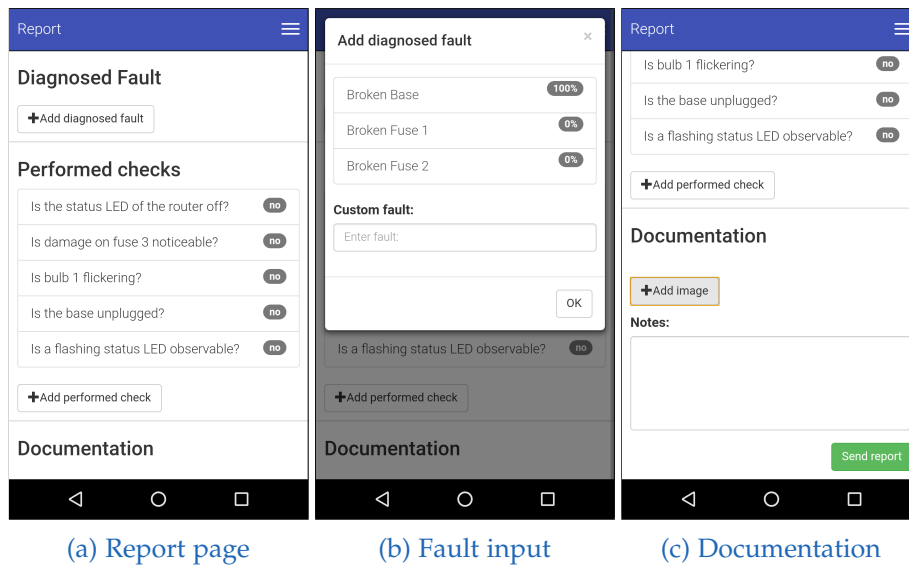 Report
Diagnosed Fault
+Add diagnosed fault
Performed checks
Is the status LED of the router off? no
Is damage on fuse 3 noticeable? no
Is bulb 1 flickering? no
Is the base unplugged? no
Is a flashing status LED observable? no
+Add performed check
Documentation
(a) Report page
Add diagnosed fault ×
Broken Base 100%
Broken Fuse 1 0%
Broken Fuse 2 0%
Custom fault:
Enter fault:
OK
Is a flashing status LED observable? no
+Add performed check
Documentation
(b) Fault input
Report
Is bulb 1 flickering? no
Is the base unplugged? no
Is a flashing status LED observable? no
+Add performed check
Documentation
+Add image
Notes:
Send report
(c) Documentation